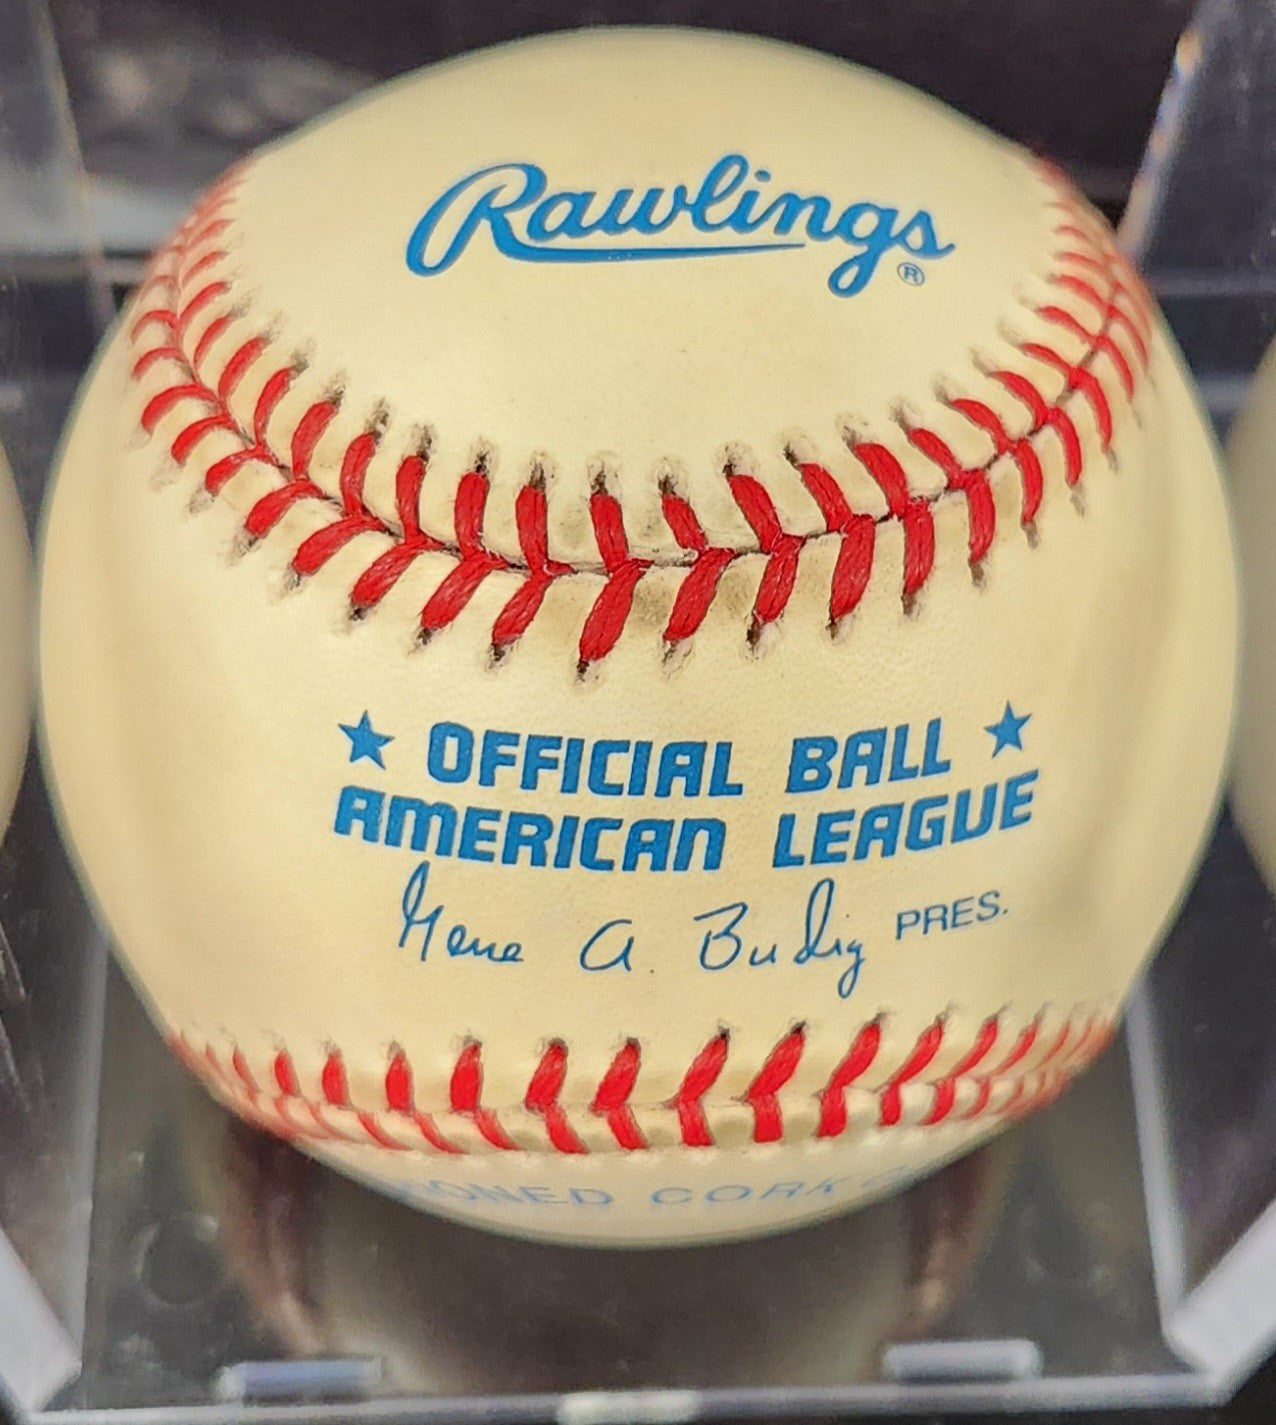 Rawlings®
★ OFFICIAL BALL ★
AMERICAN LEAGUE
Gene A. Budig PRES.
CORK